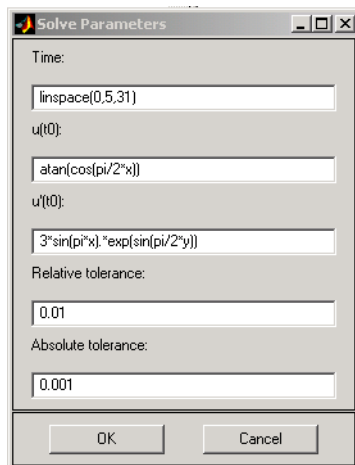 Solve Parameters
Time:
linspace(0,5,31)
u(t0):
atan(cos(pi/2*x))
u'(t0):
3*sin(pi*x).*exp(sin(pi/2*y))
Relative tolerance:
0.01
Absolute tolerance:
0.001
OK Cancel